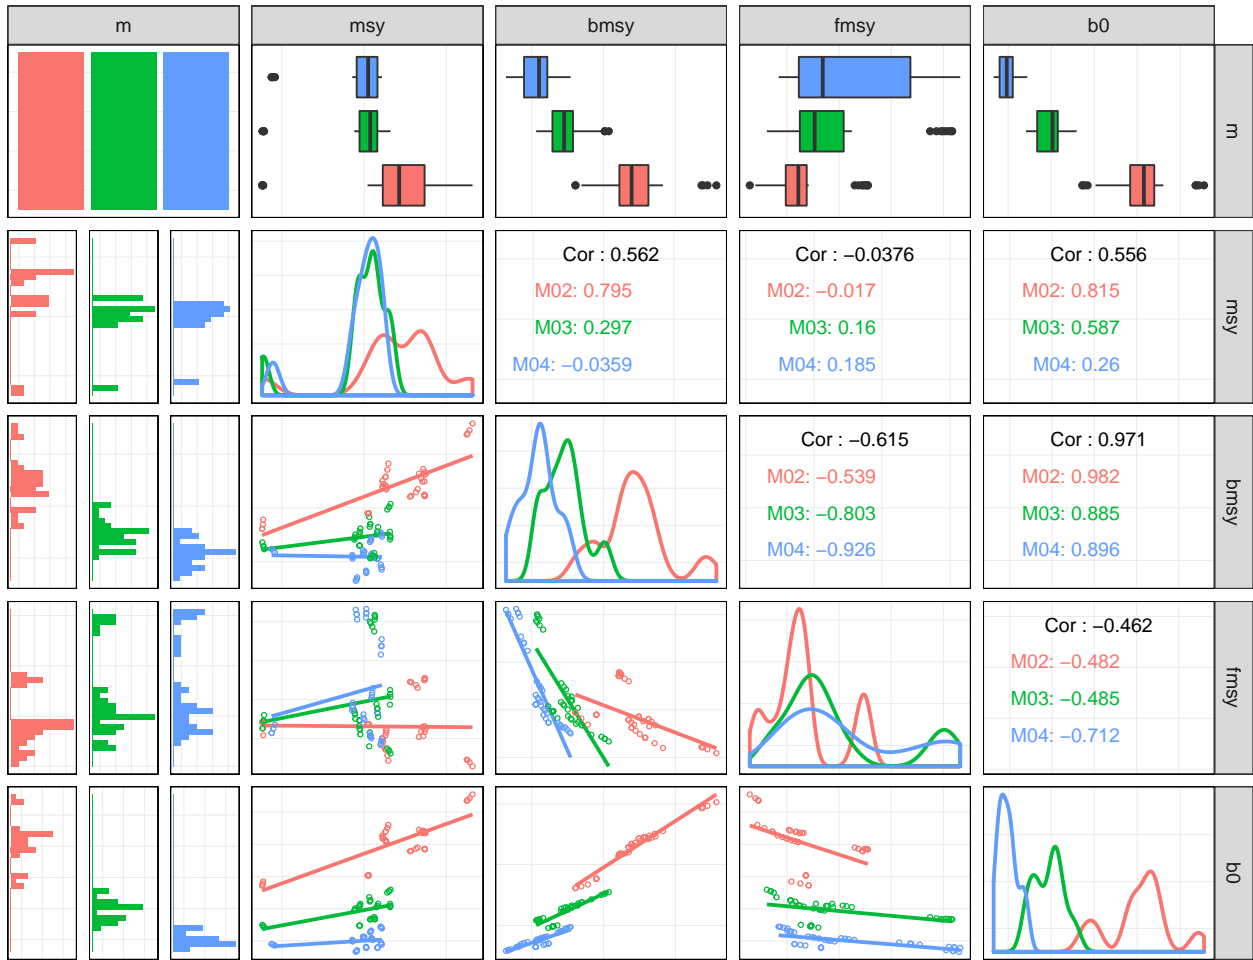 m msy bmsy fmsy b0
m
Cor : 0.562 Cor : −0.0376 Cor : 0.556
M02: 0.795 M02: −0.017 M02: 0.815
M03: 0.297 M03: 0.16 M03: 0.587
M04: −0.0359 M04: 0.185 M04: 0.26
msy
Cor : −0.615 Cor : 0.971
M02: −0.539 M02: 0.982
M03: −0.803 M03: 0.885
M04: −0.926 M04: 0.896
bmsy
Cor : −0.462
M02: −0.482
M03: −0.485
M04: −0.712
fmsy
b0